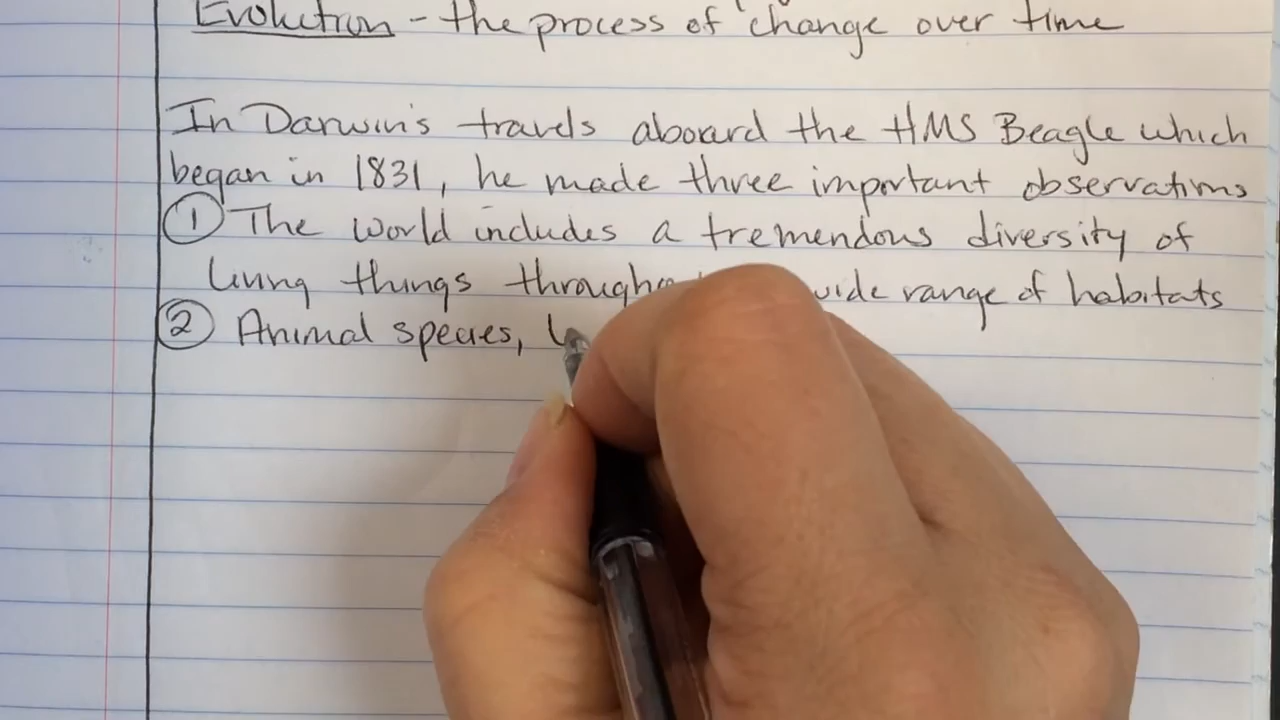 Evolution - the process of change over time
In Darwin's travels aboard the HMS Beagle which
began in 1831, he made three important observations
① The world includes a tremendous diversity of
living things wide range of habitats
② Animal species,